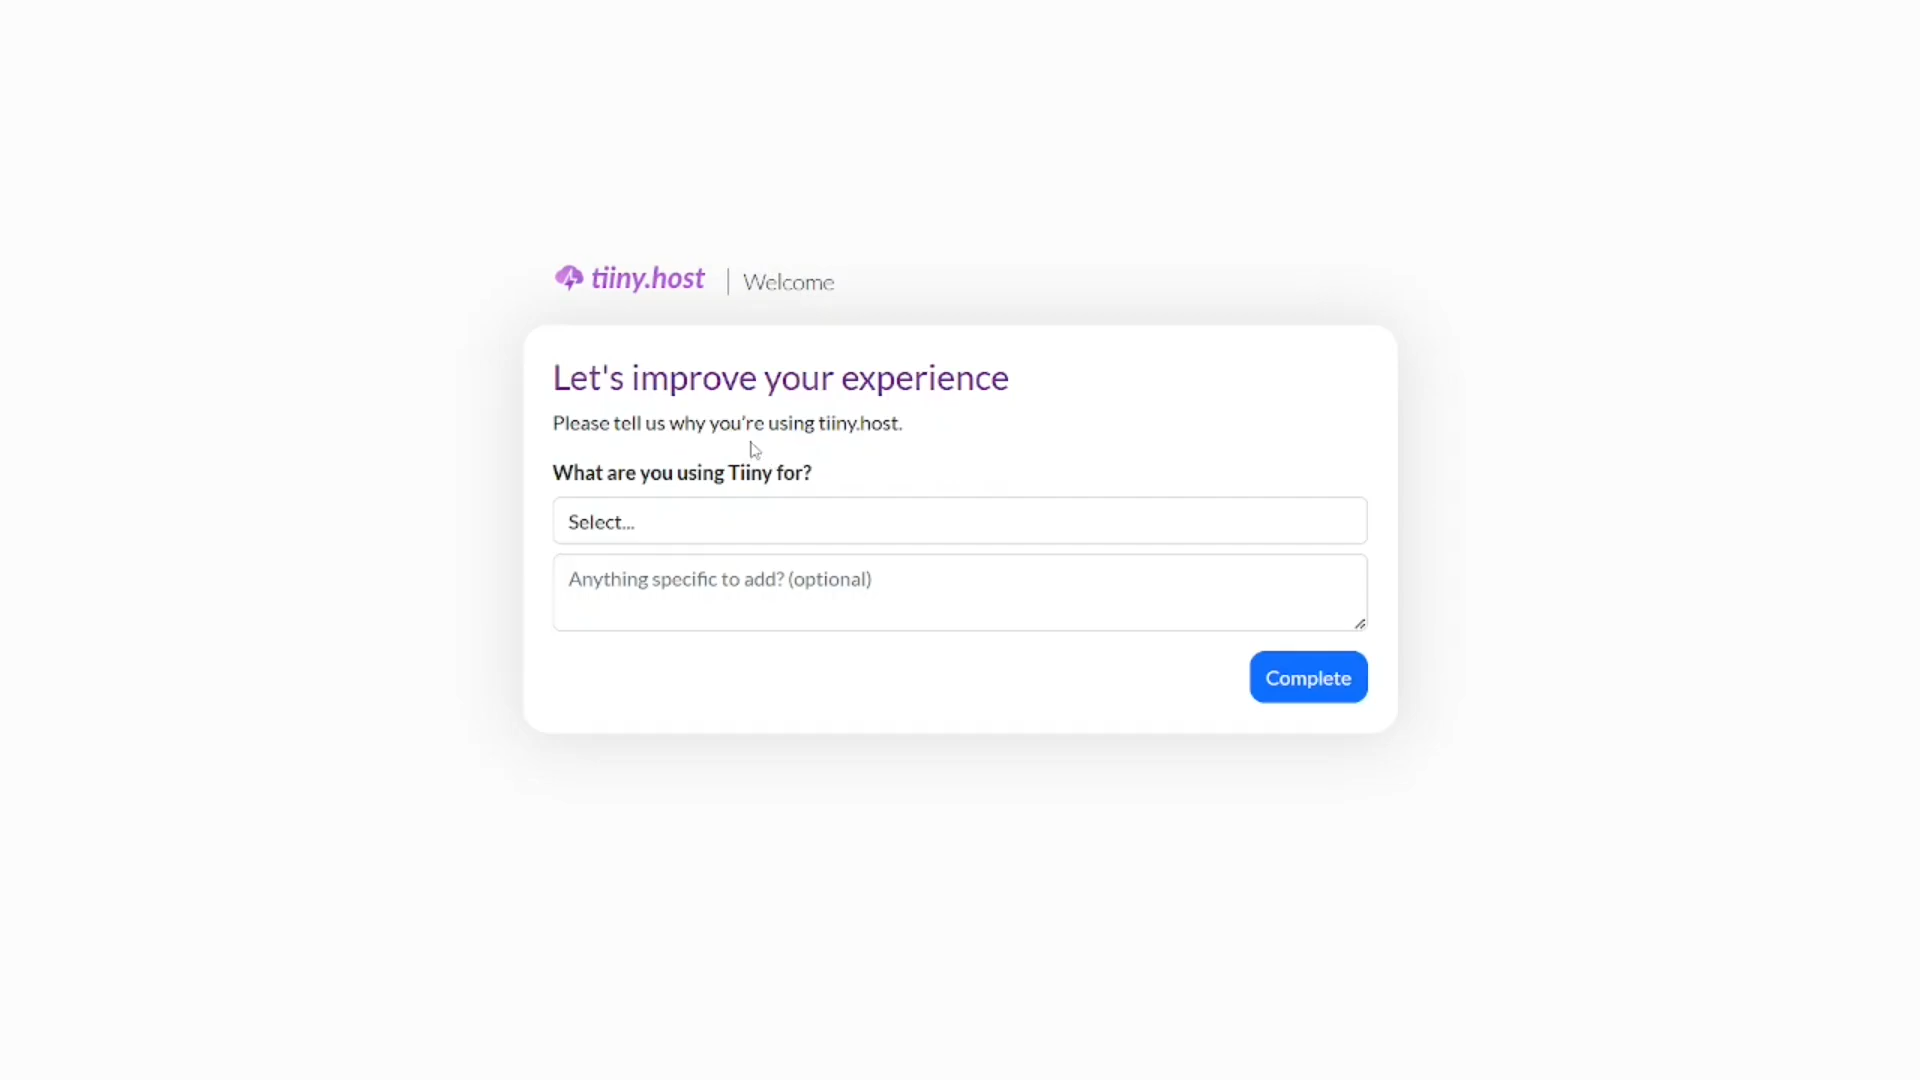 tiiny.host | Welcome
Let's improve your experience
Please tell us why you're using tiiny.host.
What are you using Tiiny for?
Select...
Anything specific to add? (optional)
Complete